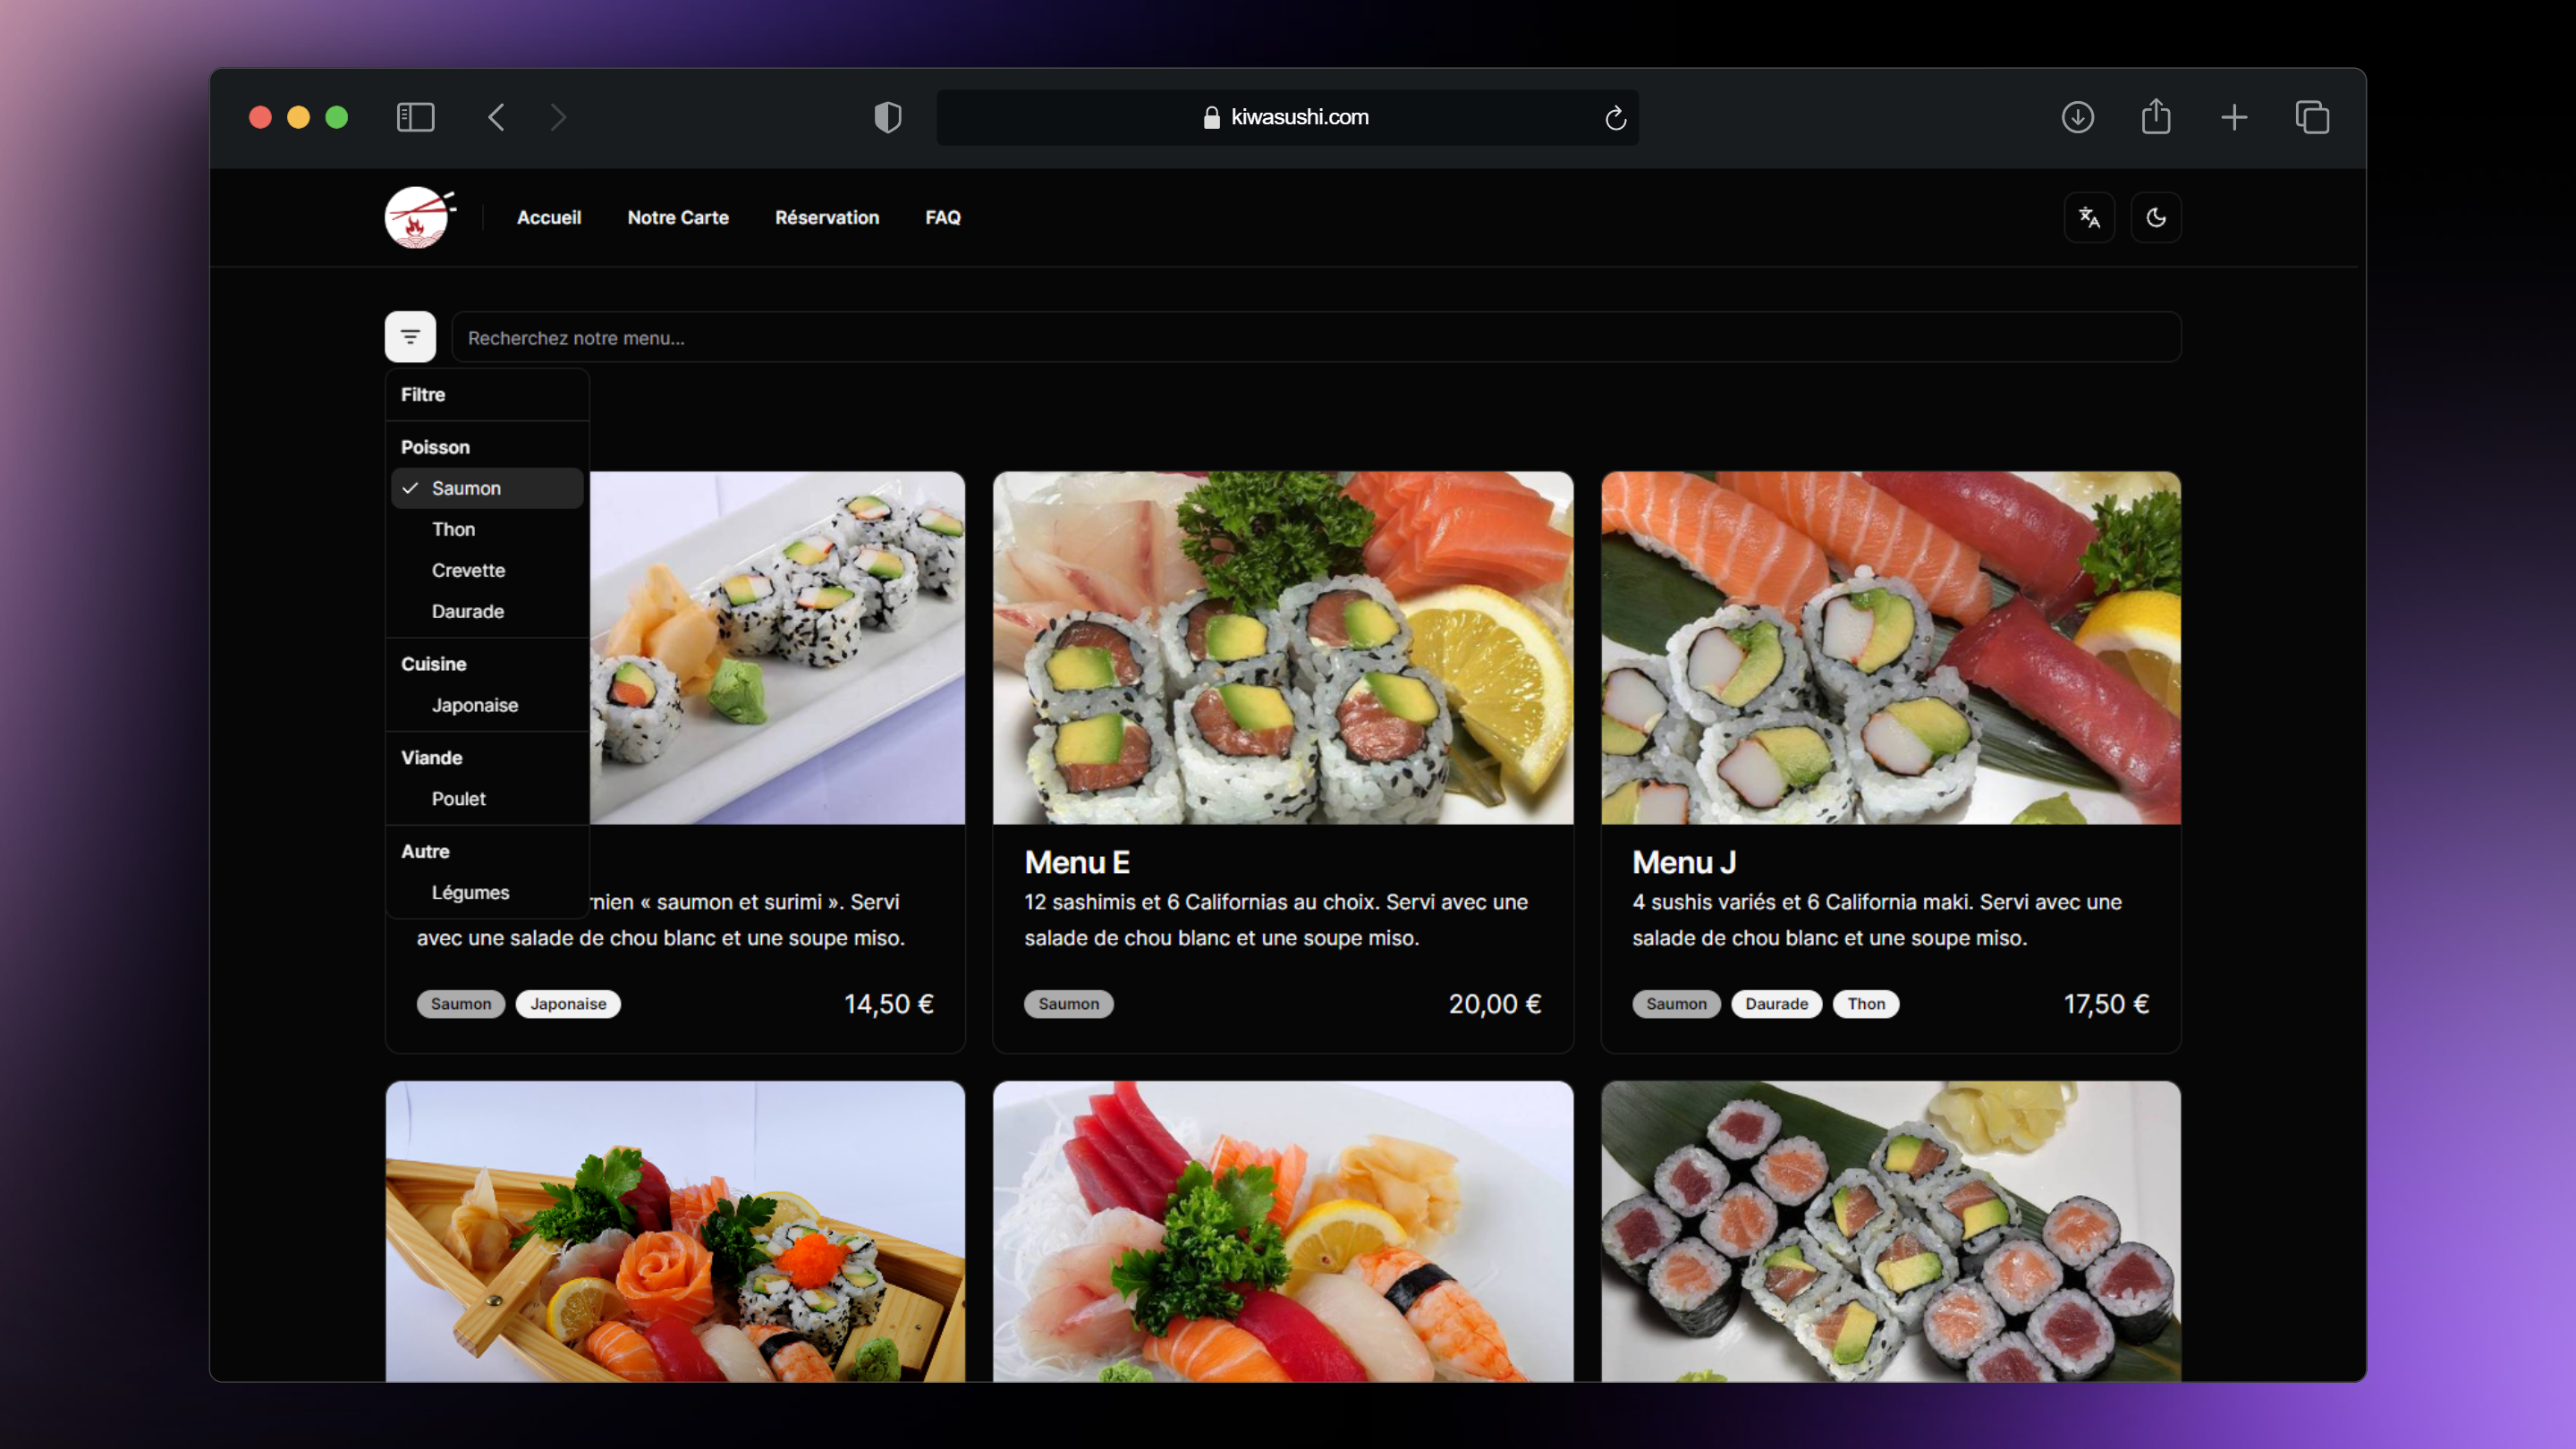 kiwasushi.com
Accueil
Notre Carte
Réservation
FAQ
Recherchez notre menu...
Filtre
Poisson
Saumon
Thon
Crevette
Daurade
Cuisine
Japonaise
Viande
Poulet
Autre
Légumes
« saumon et surimi ». Servi
avec une salade de chou blanc et une soupe miso.
Saumon
Japonaise
14,50 €
Menu E
12 sashimis et 6 Californias au choix. Servi avec une
salade de chou blanc et une soupe miso.
Saumon
20,00 €
Menu J
4 sushis variés et 6 California maki. Servi avec une
salade de chou blanc et une soupe miso.
Saumon
Daurade
Thon
17,50 €